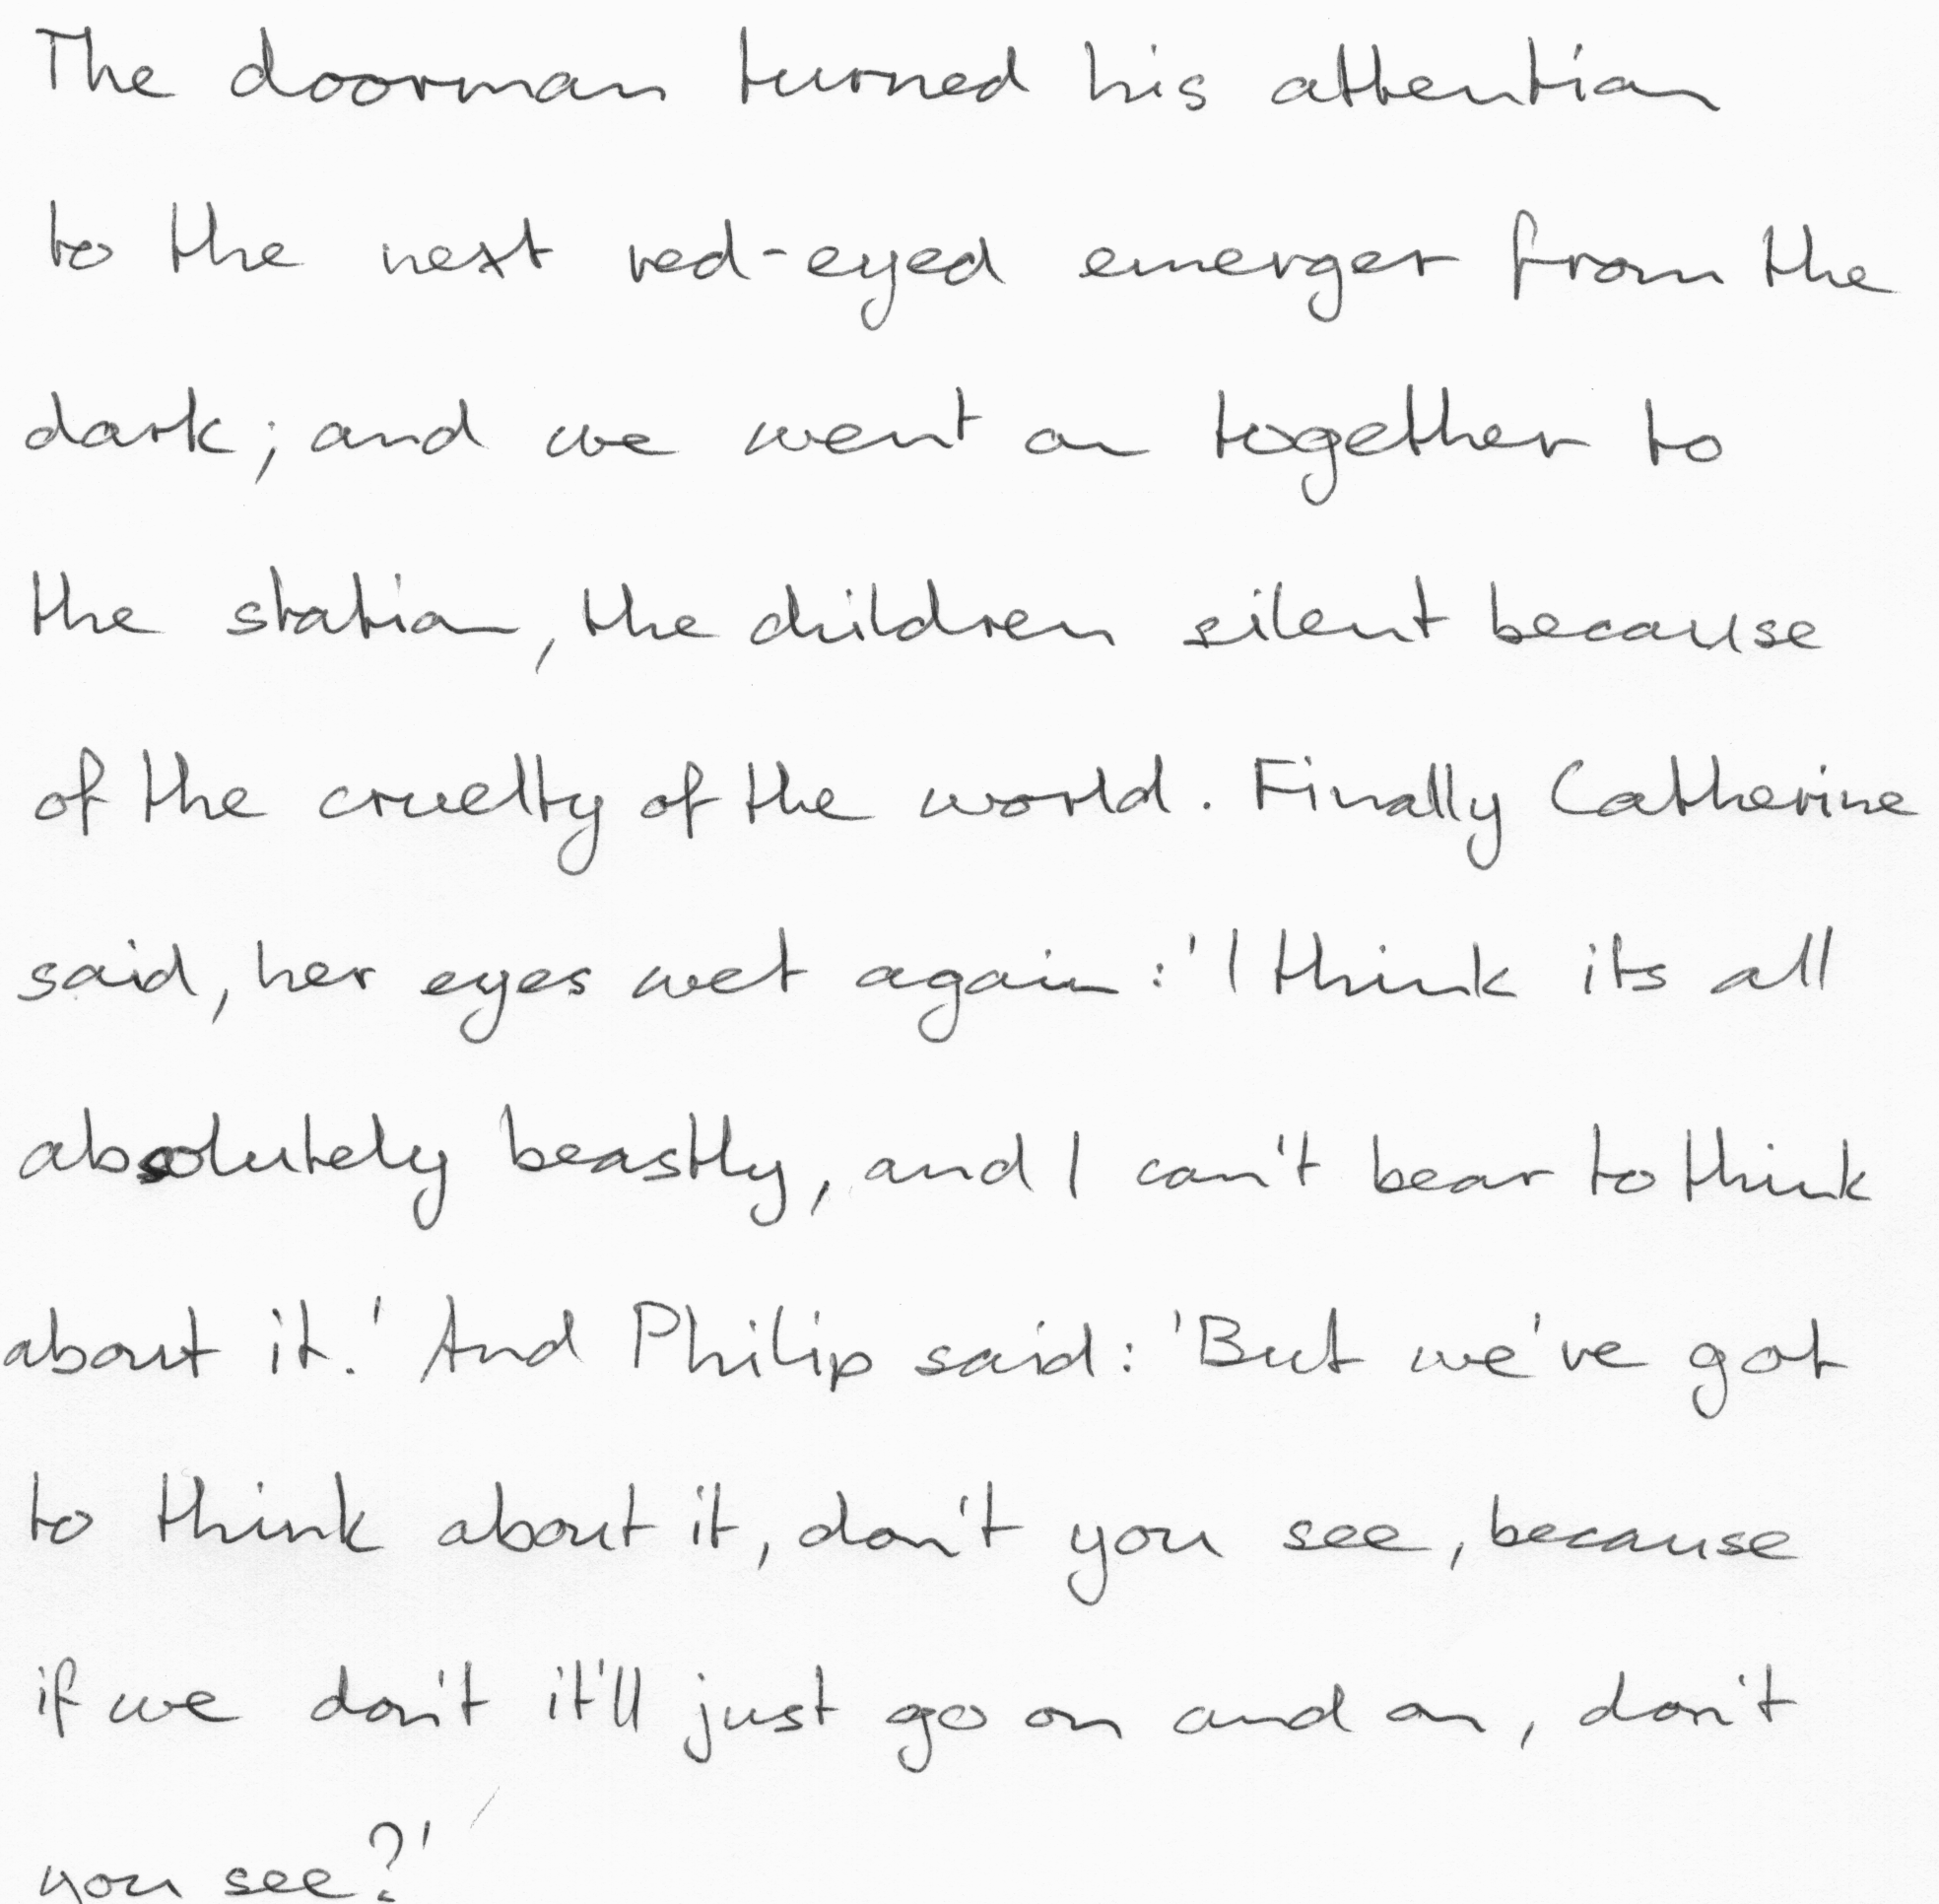 The doorman turned his attention
to the next red-eyed emerger from the
dark; and we went on together to
the station, the children silent because
of the cruelty of the world. Finally Catherine
said, her eyes wet again: 'I think its all
absolutely beastly, and I can't bear to think
about it.' And Philip said: 'But we've got
to think about it, don't you see, because
if we don't it'll just go on and on, don't
you see?'